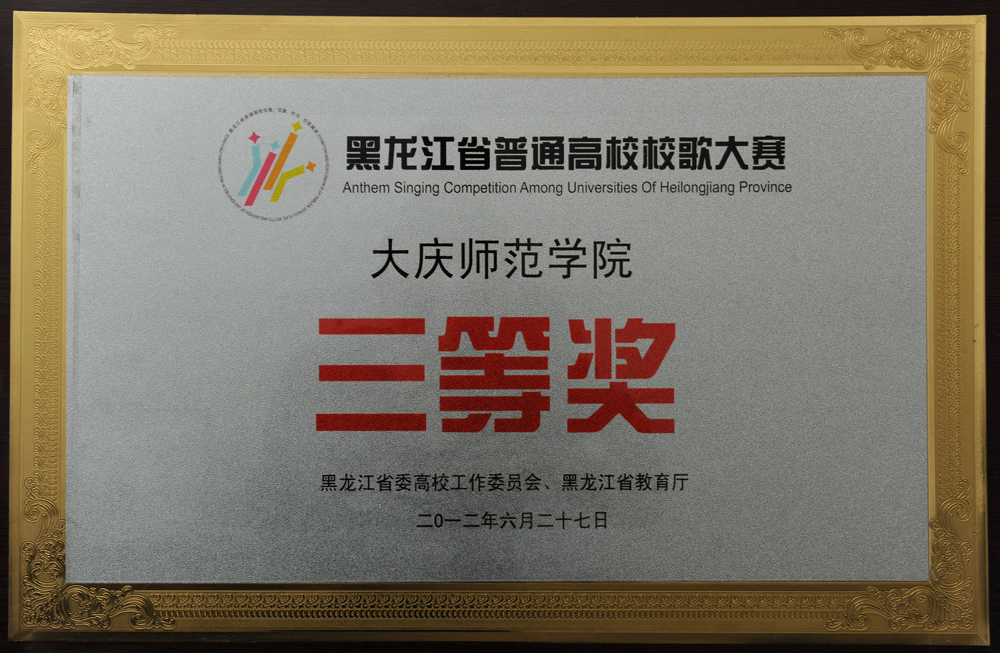 黑龙江省普通高校校歌大赛
Anthem Singing Competition Among Universities Of Heilongjiang Province
大庆师范学院
三等奖
黑龙江省委高校工作委员会、黑龙江省教育厅
二0一二年六月二十七日